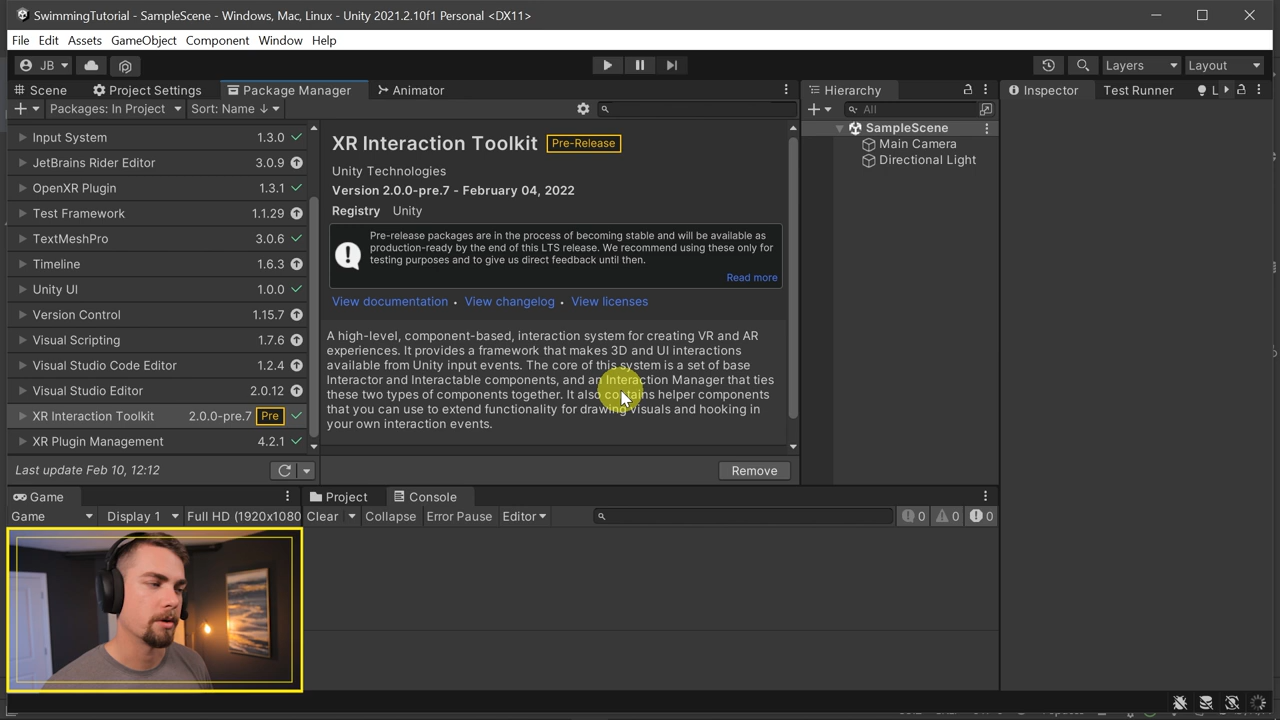 SwimmingTutorial - SampleScene - Windows, Mac, Linux - Unity 2021.2.10f1 Personal <DX11>
File Edit Assets GameObject Component Window Help
JB Layers Layout
Scene Project Settings Package Manager Animator
Packages: In Project Sort: Name ↓
Input System 1.3.0
JetBrains Rider Editor 3.0.9
OpenXR Plugin 1.3.1
Test Framework 1.1.29
TextMeshPro 3.0.6
Timeline 1.6.3
Unity UI 1.0.0
Version Control 1.15.7
Visual Scripting 1.7.6
Visual Studio Code Editor 1.2.4
Visual Studio Editor 2.0.12
XR Interaction Toolkit 2.0.0-pre.7 Pre
XR Plugin Management 4.2.1
Last update Feb 10, 12:12
XR Interaction Toolkit Pre-Release
Unity Technologies
Version 2.0.0-pre.7 - February 04, 2022
Registry Unity
Pre-release packages are in the process of becoming stable and will be available as
production-ready by the end of this LTS release. We recommend using these only for
testing purposes and to give us direct feedback until then.
Read more
View documentation • View changelog • View licenses
A high-level, component-based, interaction system for creating VR and AR
experiences. It provides a framework that makes 3D and UI interactions
available from Unity input events. The core of this system is a set of base
Interactor and Interactable components, and an Interaction Manager that ties
these two types of components together. It also contains helper components
that you can use to extend functionality for drawing visuals and hooking in
your own interaction events.
Remove
Hierarchy
All
SampleScene
Main Camera
Directional Light
Inspector Test Runner L
Game
Game Display 1 Full HD (1920x1080
Project Console
Clear Collapse Error Pause Editor 0 0 0